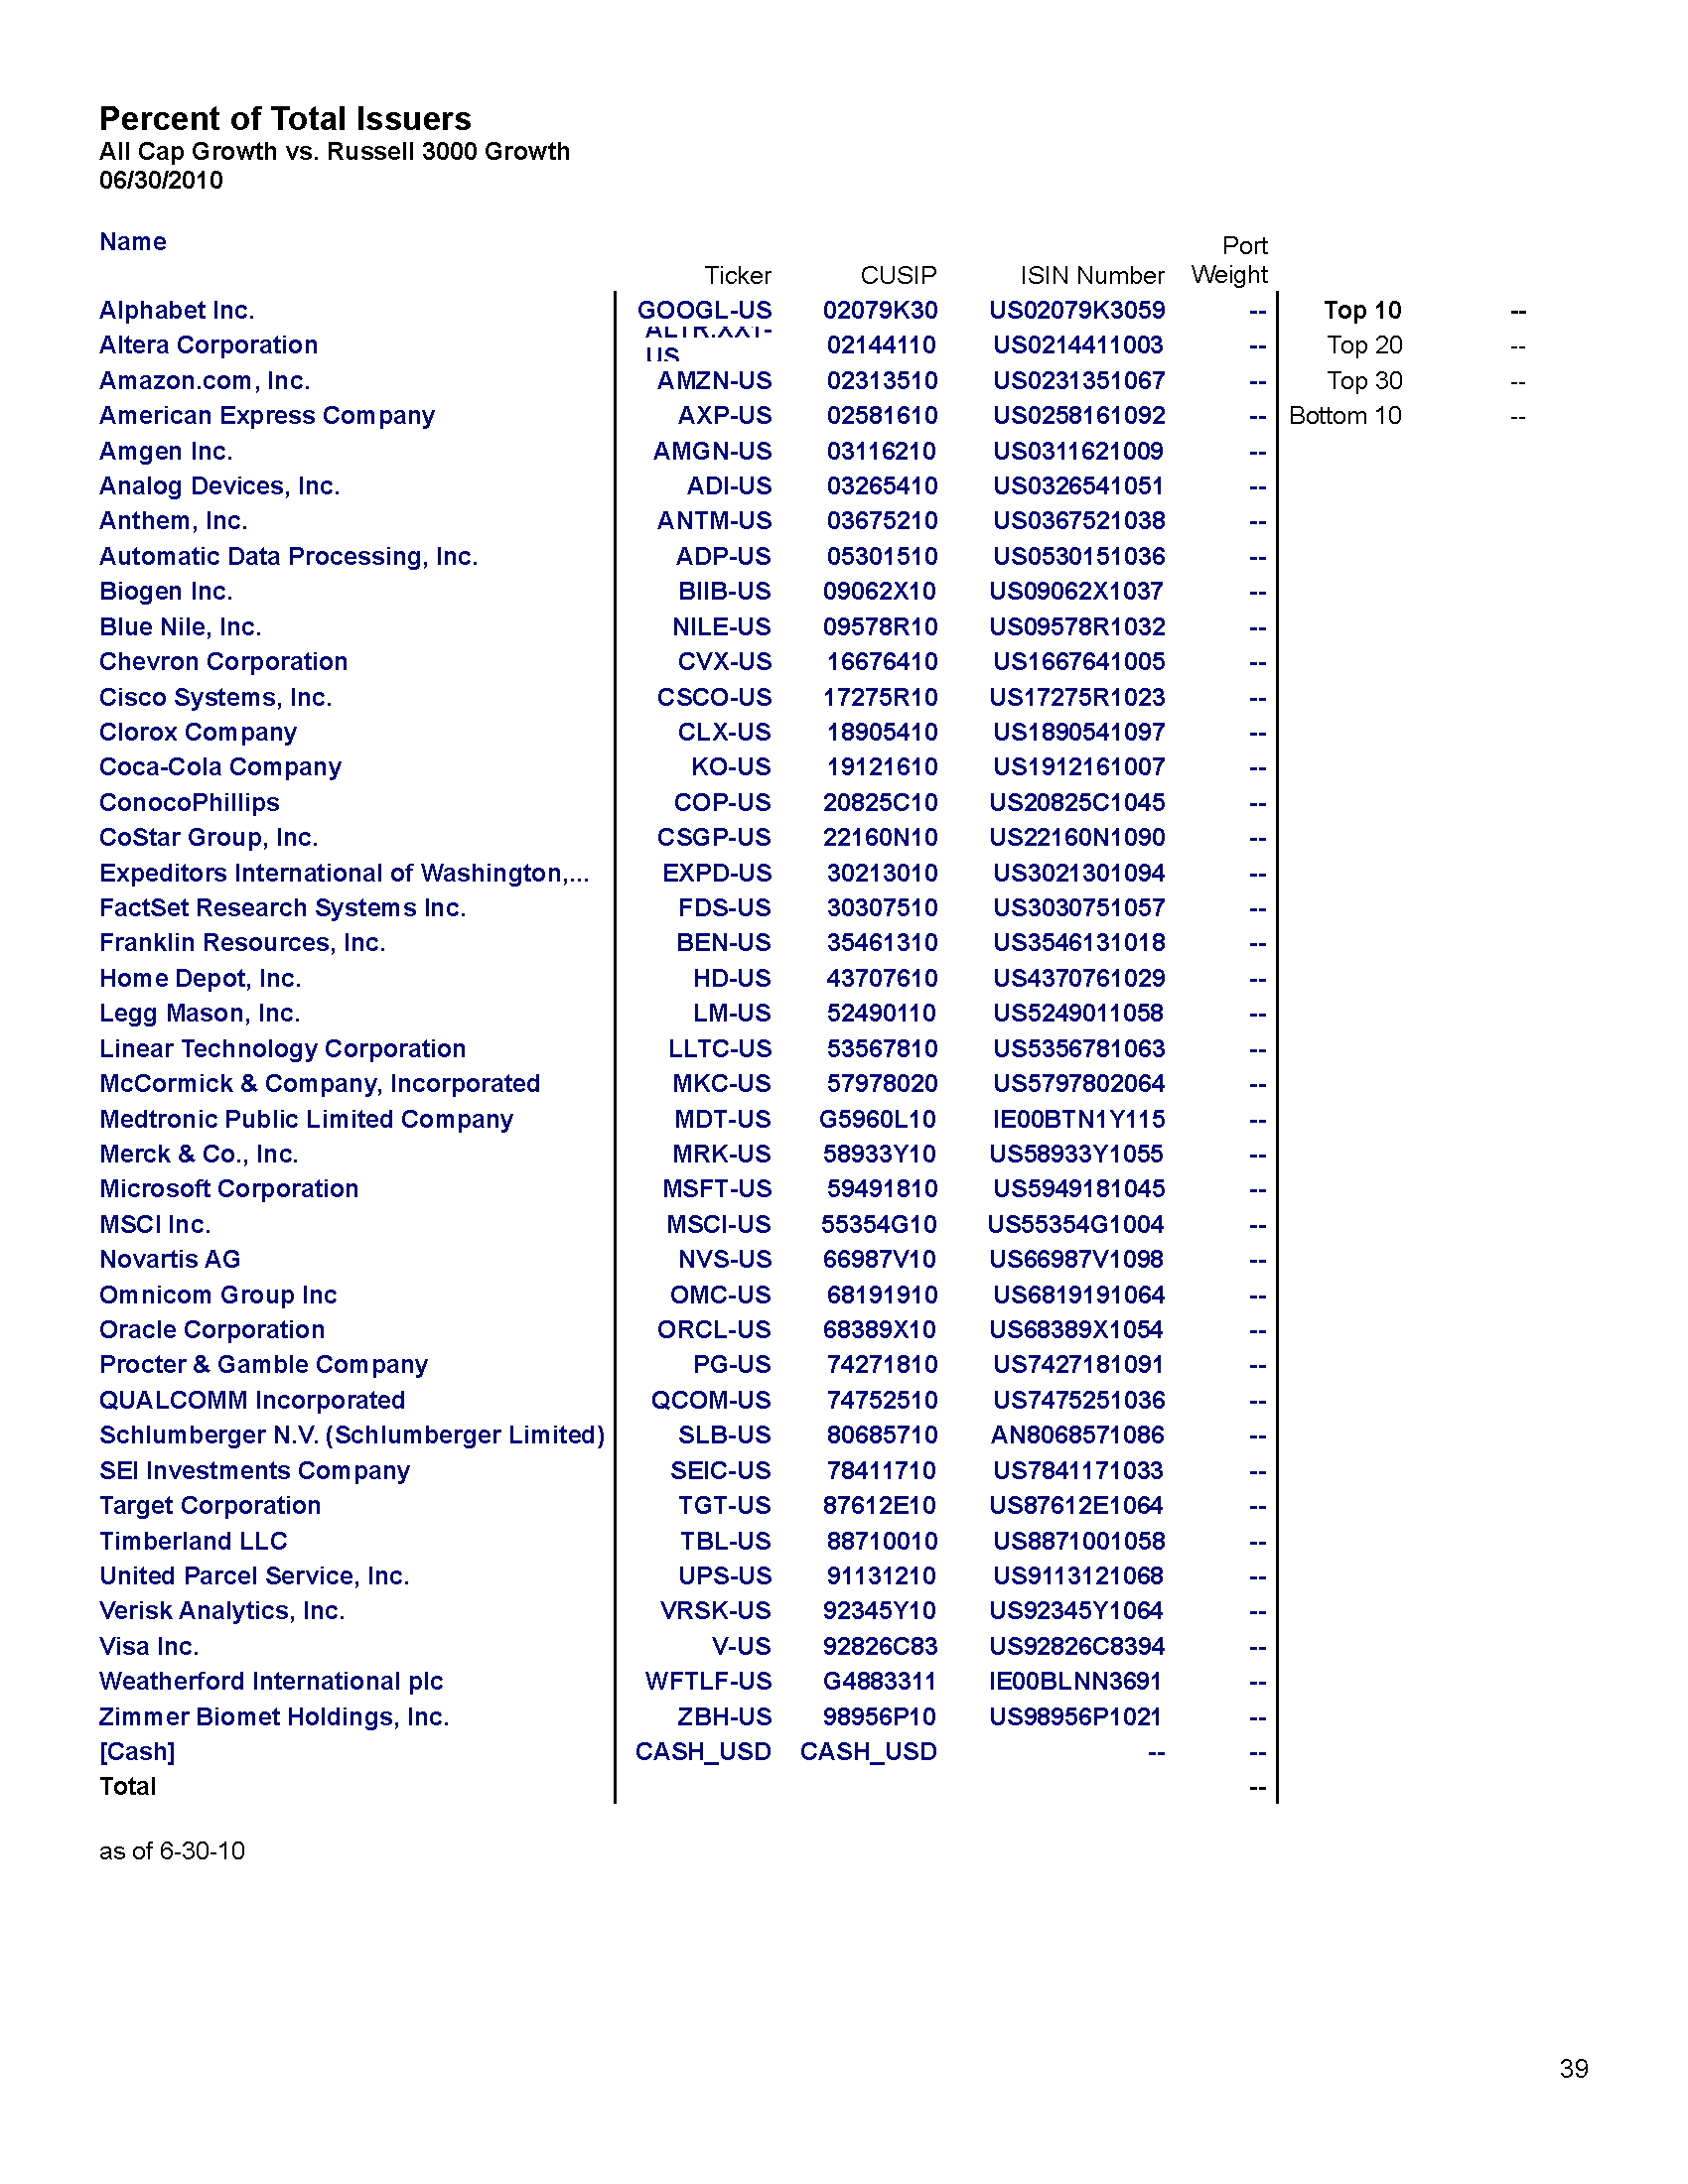 Percent of Total Issuers
All Cap Growth vs. Russell 3000 Growth
06/30/2010
Name Ticker CUSIP ISIN Number Port Weight
Alphabet Inc. GOOGL-US 02079K30 US02079K3059 -- Top 10 --
Altera Corporation 02144110 US0214411003 -- Top 20 --
Amazon.com, Inc. AMZN-US 02313510 US0231351067 -- Top 30 --
American Express Company AXP-US 02581610 US0258161092 -- Bottom 10 --
Amgen Inc. AMGN-US 03116210 US0311621009 --
Analog Devices, Inc. ADI-US 03265410 US0326541051 --
Anthem, Inc. ANTM-US 03675210 US0367521038 --
Automatic Data Processing, Inc. ADP-US 05301510 US0530151036 --
Biogen Inc. BIIB-US 09062X10 US09062X1037 --
Blue Nile, Inc. NILE-US 09578R10 US09578R1032 --
Chevron Corporation CVX-US 16676410 US1667641005 --
Cisco Systems, Inc. CSCO-US 17275R10 US17275R1023 --
Clorox Company CLX-US 18905410 US1890541097 --
Coca-Cola Company KO-US 19121610 US1912161007 --
ConocoPhillips COP-US 20825C10 US20825C1045 --
CoStar Group, Inc. CSGP-US 22160N10 US22160N1090 --
Expeditors International of Washington,... EXPD-US 30213010 US3021301094 --
FactSet Research Systems Inc. FDS-US 30307510 US3030751057 --
Franklin Resources, Inc. BEN-US 35461310 US3546131018 --
Home Depot, Inc. HD-US 43707610 US4370761029 --
Legg Mason, Inc. LM-US 52490110 US5249011058 --
Linear Technology Corporation LLTC-US 53567810 US5356781063 --
McCormick & Company, Incorporated MKC-US 57978020 US5797802064 --
Medtronic Public Limited Company MDT-US G5960L10 IE00BTN1Y115 --
Merck & Co., Inc. MRK-US 58933Y10 US58933Y1055 --
Microsoft Corporation MSFT-US 59491810 US5949181045 --
MSCI Inc. MSCI-US 55354G10 US55354G1004 --
Novartis AG NVS-US 66987V10 US66987V1098 --
Omnicom Group Inc OMC-US 68191910 US6819191064 --
Oracle Corporation ORCL-US 68389X10 US68389X1054 --
Procter & Gamble Company PG-US 74271810 US7427181091 --
QUALCOMM Incorporated QCOM-US 74752510 US7475251036 --
Schlumberger N.V. (Schlumberger Limited) SLB-US 80685710 AN8068571086 --
SEI Investments Company SEIC-US 78411710 US7841171033 --
Target Corporation TGT-US 87612E10 US87612E1064 --
Timberland LLC TBL-US 88710010 US8871001058 --
United Parcel Service, Inc. UPS-US 91131210 US9113121068 --
Verisk Analytics, Inc. VRSK-US 92345Y10 US92345Y1064 --
Visa Inc. V-US 92826C83 US92826C8394 --
Weatherford International plc WFTLF-US G4883311 IE00BLNN3691 --
Zimmer Biomet Holdings, Inc. ZBH-US 98956P10 US98956P1021 --
[Cash] CASH_USD CASH_USD -- --
Total --
as of 6-30-10
39